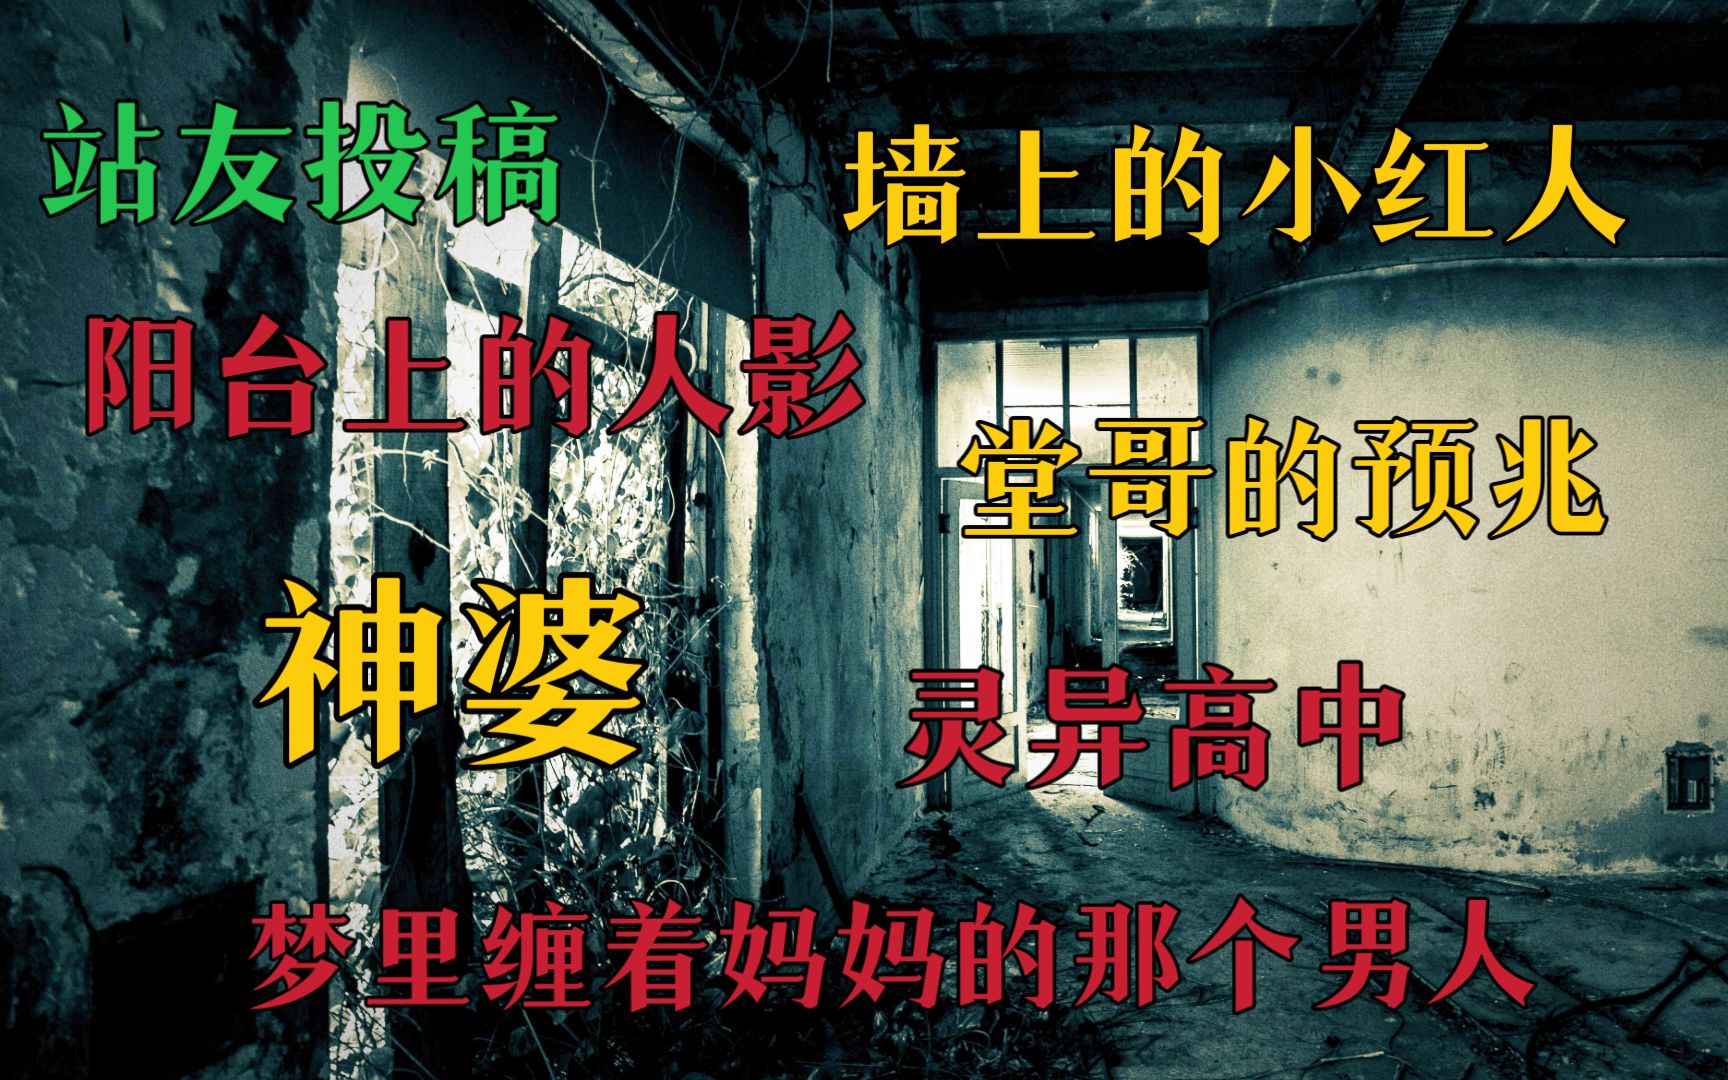 站友投稿
墙上的小红人
阳台上的人影
堂哥的预兆
神婆
灵异高中
梦里缠着妈妈的那个男人